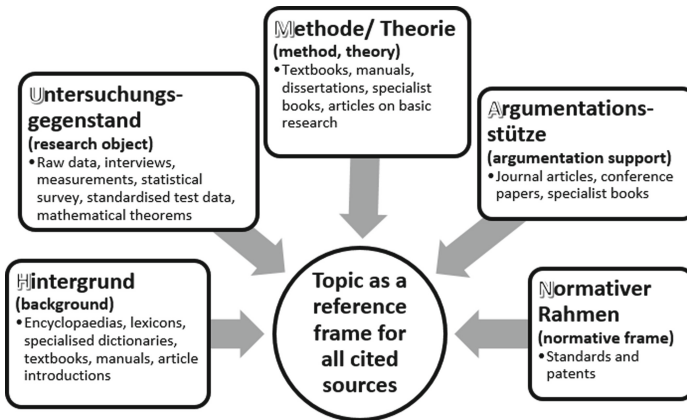 Methode/ Theorie
(method, theory)
•Textbooks, manuals,
dissertations, specialist
books, articles on basic
research
Untersuchungs-
gegenstand
(research object)
•Raw data, interviews,
measurements, statistical
survey, standardised test data,
mathematical theorems
Argumentations-
stütze
(argumentation support)
•Journal articles, conference
papers, specialist books
Hintergrund
(background)
•Encyclopaedias, lexicons,
specialised dictionaries,
textbooks, manuals, article
introductions
Topic as a
reference
frame for
all cited
sources
Normativer
Rahmen
(normative frame)
•Standards and
patents